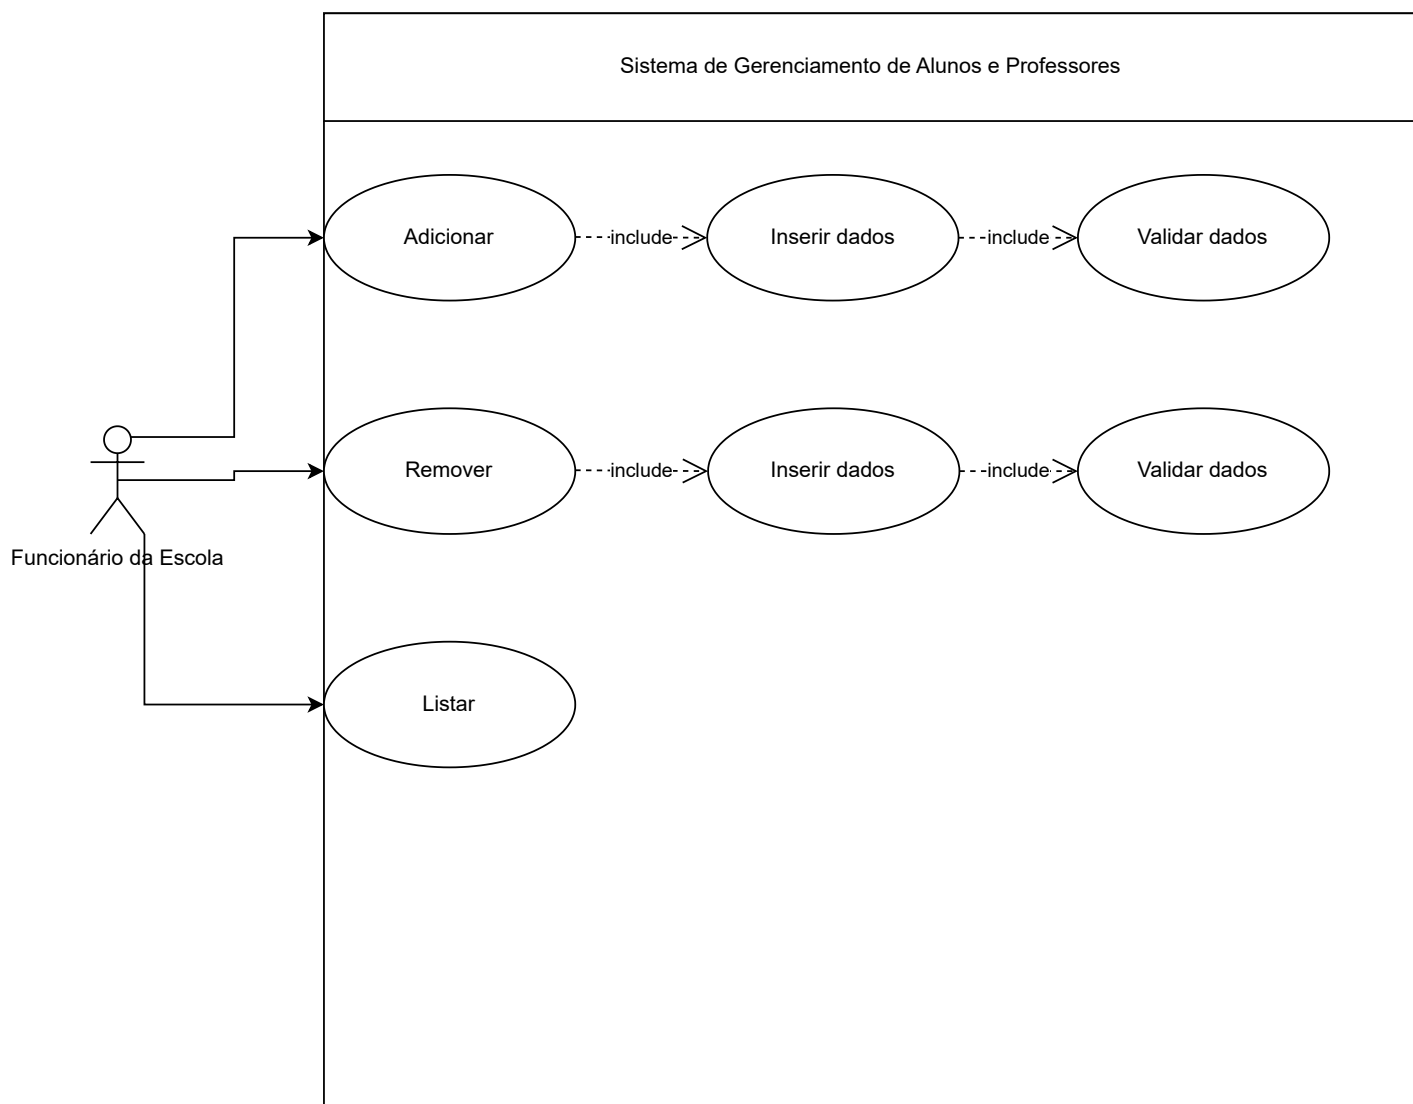 Sistema de Gerenciamento de Alunos e Professores
Adicionar
include
Inserir dados
include
Validar dados
Remover
include
Inserir dados
include
Validar dados
Funcionário da Escola
Listar